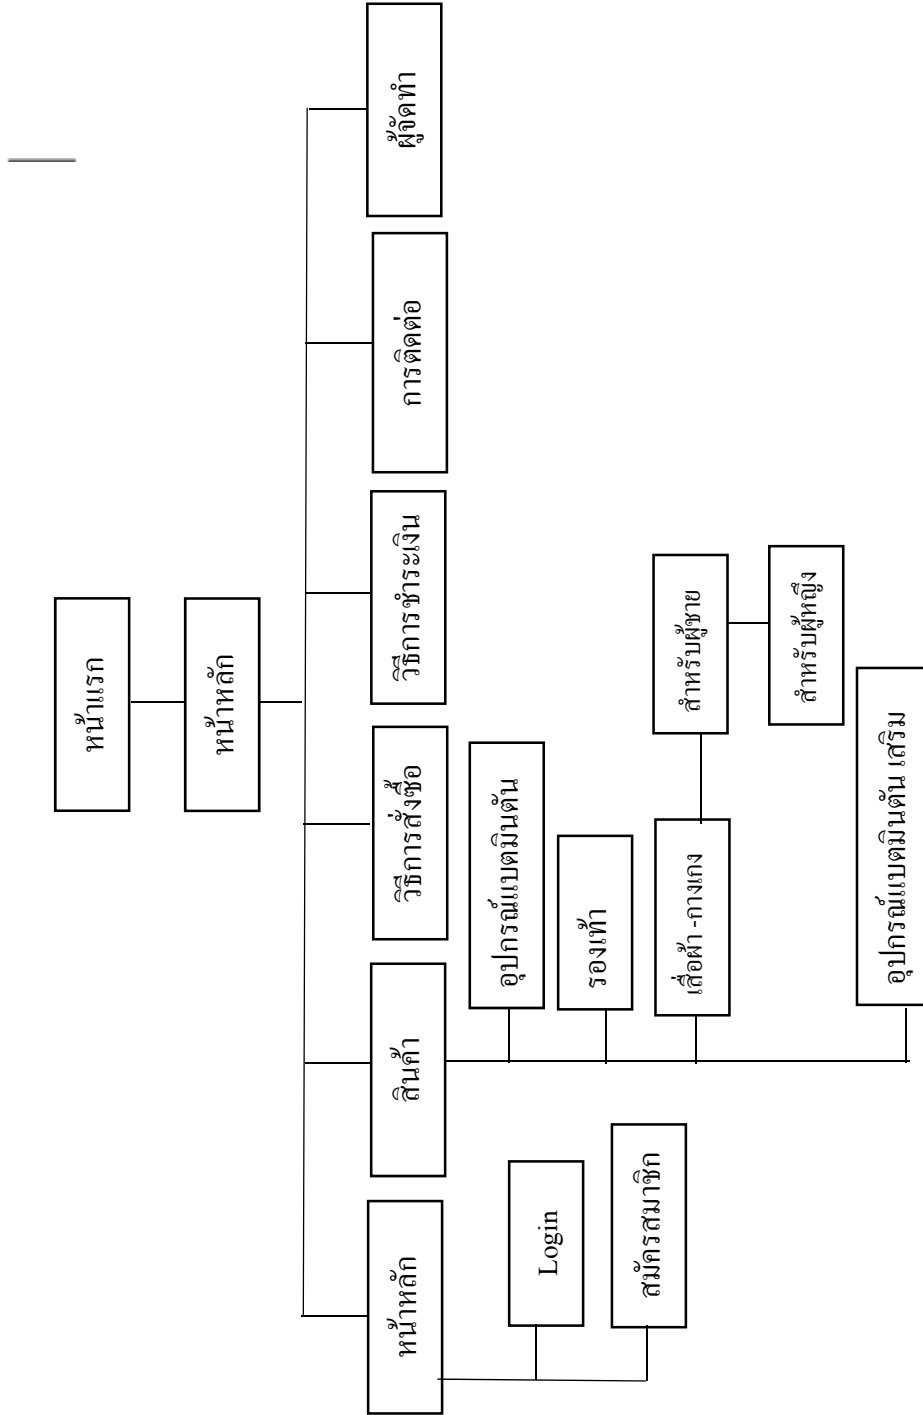 หน้าแรก
หน้าหลัก
หน้าหลัก
สินค้า
วิธีการสั่งซื้อ
วิธีการชำระเงิน
การติดต่อ
ผู้จัดทำ
Login
สมัครสมาชิก
อุปกรณ์แบตมินตัน
รองเท้า
เสื้อผ้า -กางเกง
สำหรับผู้ชาย
สำหรับผู้หญิง
อุปกรณ์แบตมินตัน เสริม